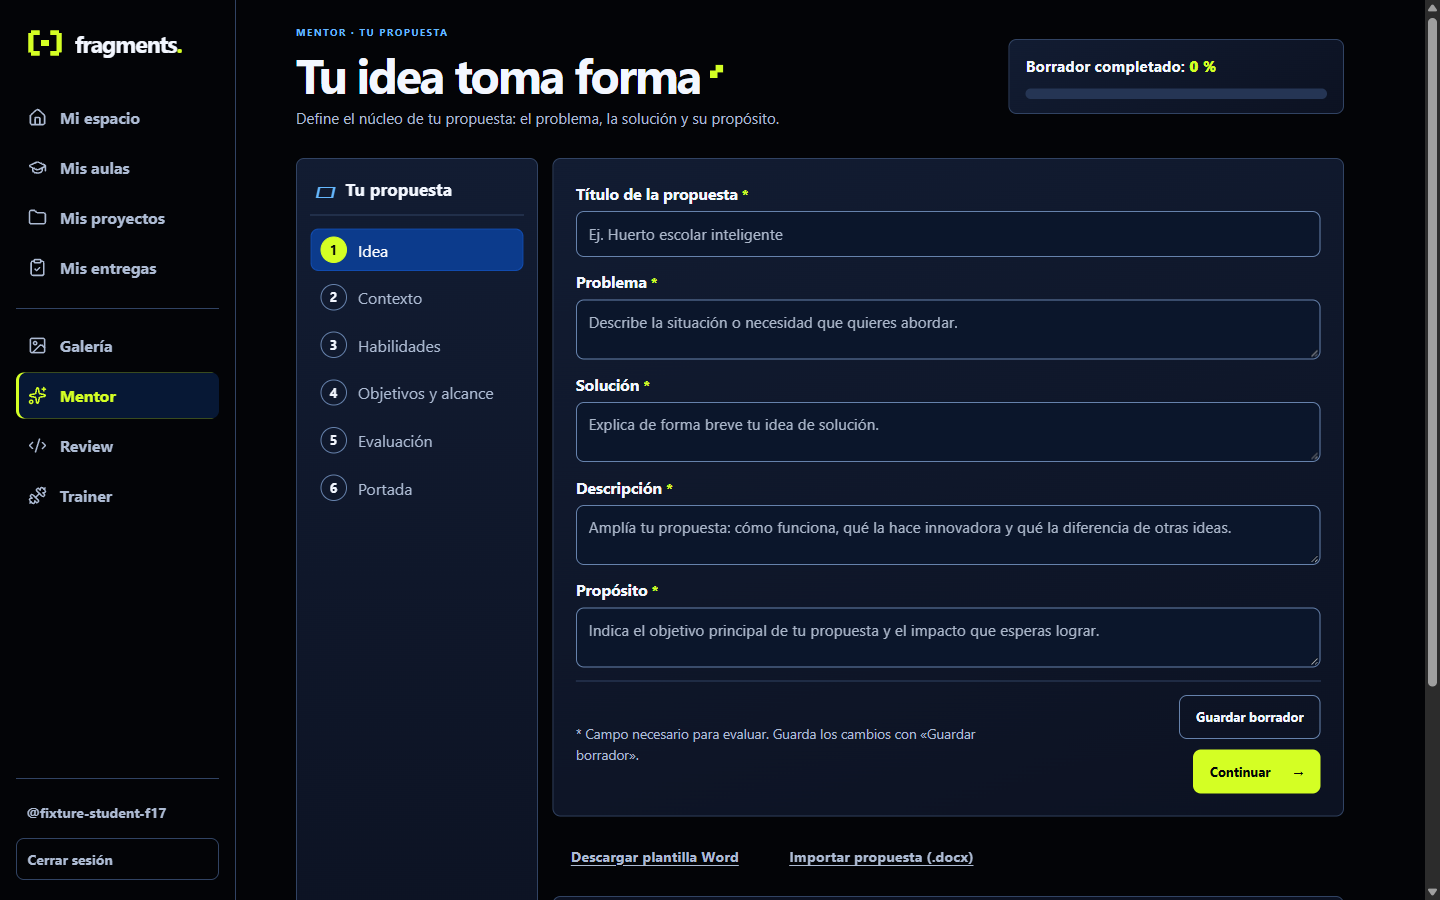 fragments.
Mi espacio
Mis aulas
Mis proyectos
Mis entregas
Galería
Mentor
Review
Trainer
@fixture-student-f17
Cerrar sesión
MENTOR · TU PROPUESTA
Tu idea toma forma
Define el núcleo de tu propuesta: el problema, la solución y su propósito.
Borrador completado: 0 %
Tu propuesta
1 Idea
2 Contexto
3 Habilidades
4 Objetivos y alcance
5 Evaluación
6 Portada
Título de la propuesta *
Ej. Huerto escolar inteligente
Problema *
Describe la situación o necesidad que quieres abordar.
Solución *
Explica de forma breve tu idea de solución.
Descripción *
Amplía tu propuesta: cómo funciona, qué la hace innovadora y qué la diferencia de otras ideas.
Propósito *
Indica el objetivo principal de tu propuesta y el impacto que esperas lograr.
* Campo necesario para evaluar. Guarda los cambios con «Guardar
borrador».
Guardar borrador
Continuar →
Descargar plantilla Word
Importar propuesta (.docx)